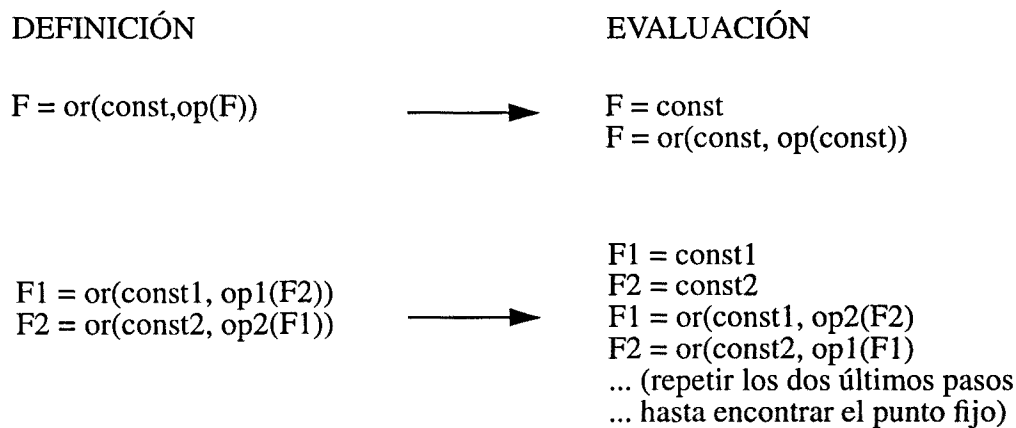 DEFINICIÓN
EVALUACIÓN
F = or(const,op(F))
F = const
F = or(const, op(const))
F1 = or(const1, op1(F2))
F2 = or(const2, op2(F1))
F1 = const1
F2 = const2
F1 = or(const1, op2(F2)
F2 = or(const2, op1(F1)
... (repetir los dos últimos pasos
... hasta encontrar el punto fijo)